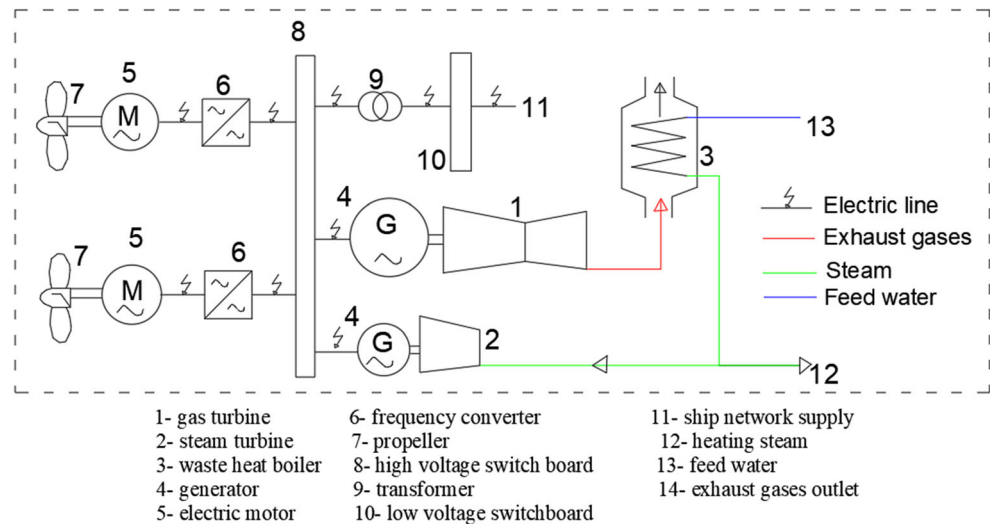 8
5
6
9
7
M
11
13
10
3
4
1
G
Electric line
Exhaust gases
5
6
7
Steam
M
Feed water
4
2
G
12
1- gas turbine
2- steam turbine
3- waste heat boiler
4- generator
5- electric motor
6- frequency converter
7- propeller
8- high voltage switch board
9- transformer
10- low voltage switchboard
11- ship network supply
12- heating steam
13- feed water
14- exhaust gases outlet